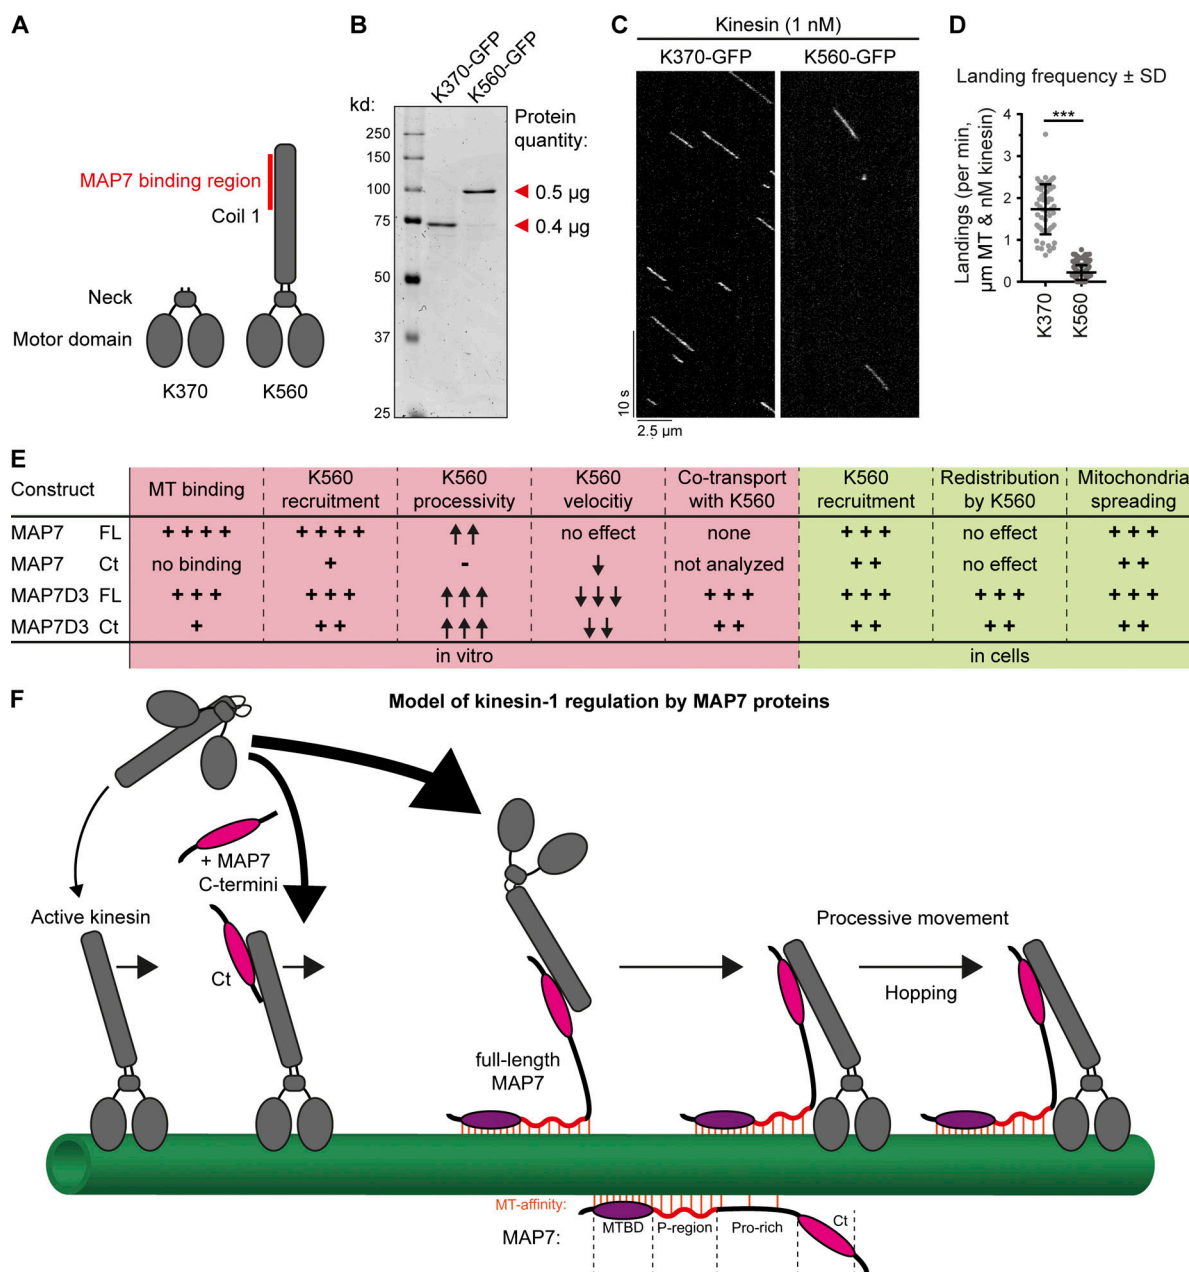 A
MAP7 binding region
Coil 1
Neck
Motor domain
K370
K560
B
K370-GFP
K560-GFP
kd:
250
150
100
75
50
37
25
Protein
quantity:
0.5 µg
0.4 µg
C
Kinesin (1 nM)
K370-GFP
K560-GFP
10 s
2.5 µm
D
Landing frequency ± SD
***
Landings (per min,
µm MT & nM kinesin)
4
3
2
1
0
K370
K560
E
Construct
MT binding
K560
recruitment
K560
processivity
K560
velocitiy
Co-transport
with K560
K560
recruitment
Redistribution
by K560
Mitochondria
spreading
MAP7 FL ++++ ++++ ↑↑ no effect none +++ no effect +++
MAP7 Ct no binding + - ↓ not analyzed ++ no effect ++
MAP7D3 FL +++ +++ ↑↑↑ ↓↓↓ +++ +++ +++ +++
MAP7D3 Ct + ++ ↑↑↑ ↓↓ ++ ++ ++ ++
in vitro
in cells
F
Model of kinesin-1 regulation by MAP7 proteins
+ MAP7
C-termini
Active kinesin
Ct
full-length
MAP7
Processive movement
Hopping
MT-affinity:
MAP7:
MTBD
P-region
Pro-rich
Ct